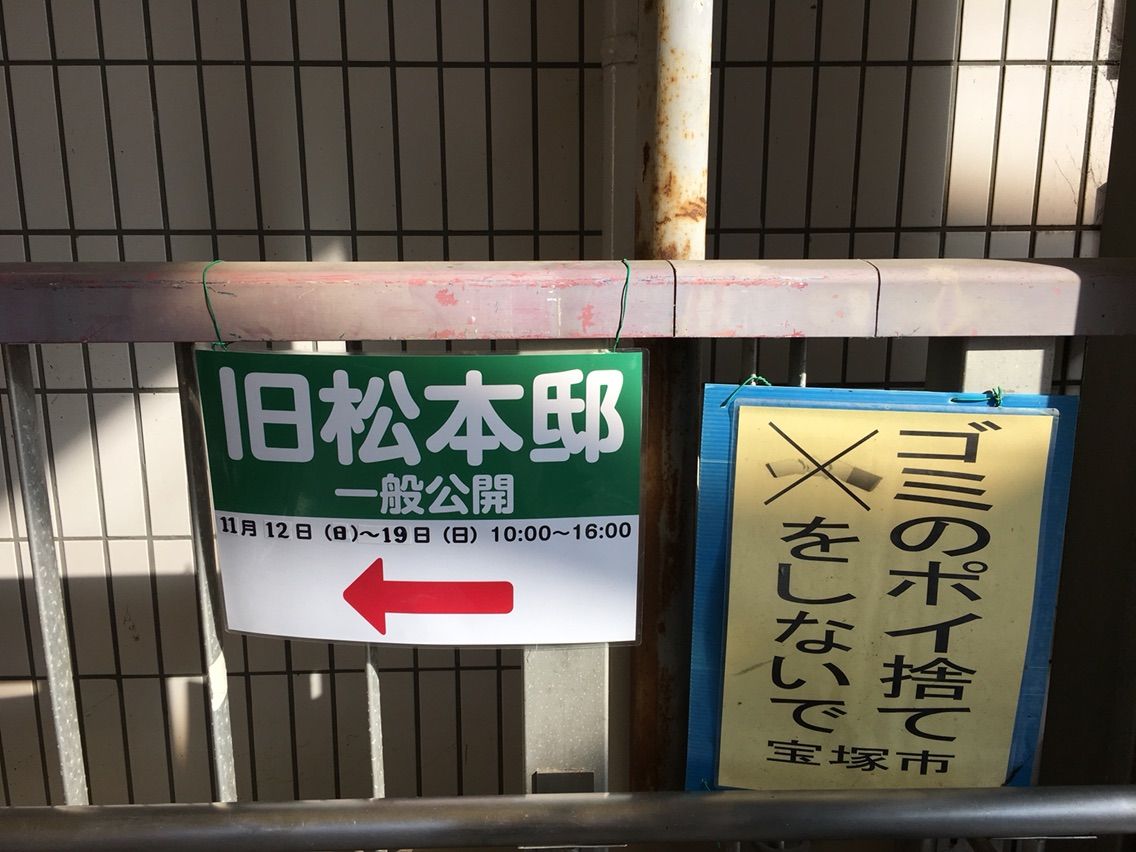 旧松本邸
一般公開
11月12日(日)~19日(日) 10:00~16:00
ゴミのポイ捨て
をしないで
宝塚市